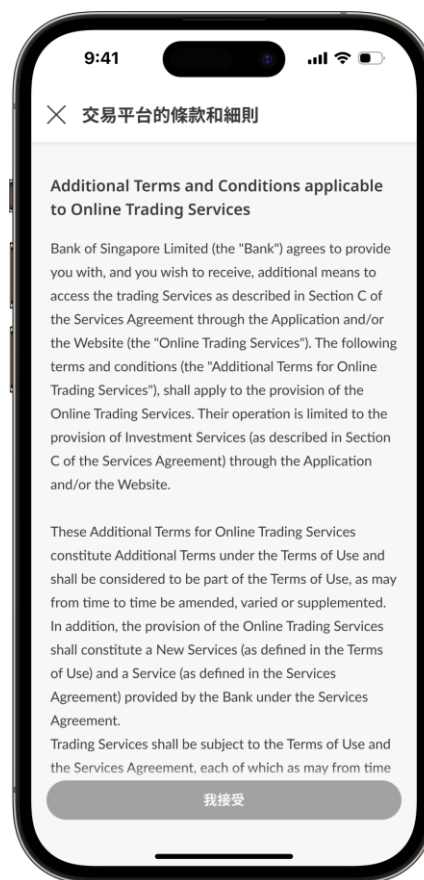 9:41
交易平台的條款和細則
Additional Terms and Conditions applicable
to Online Trading Services
Bank of Singapore Limited (the "Bank") agrees to provide
you with, and you wish to receive, additional means to
access the trading Services as described in Section C of
the Services Agreement through the Application and/or
the Website (the "Online Trading Services"). The following
terms and conditions (the "Additional Terms for Online
Trading Services"), shall apply to the provision of the
Online Trading Services. Their operation is limited to the
provision of Investment Services (as described in Section
C of the Services Agreement) through the Application
and/or the Website.
These Additional Terms for Online Trading Services
constitute Additional Terms under the Terms of Use and
shall be considered to be part of the Terms of Use, as may
from time to time be amended, varied or supplemented.
In addition, the provision of the Online Trading Services
shall constitute a New Services (as defined in the Terms
of Use) and a Service (as defined in the Services
Agreement) provided by the Bank under the Services
Agreement.
Trading Services shall be subject to the Terms of Use and
the Services Agreement, each of which as may from time
我接受